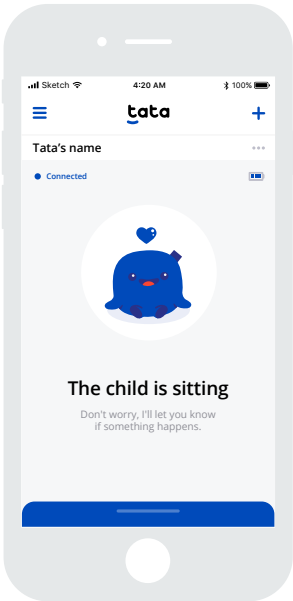 Sketch
4:20 AM
100%
tata
Tata's name
Connected
The child is sitting
Don't worry, I'll let you know
if something happens.